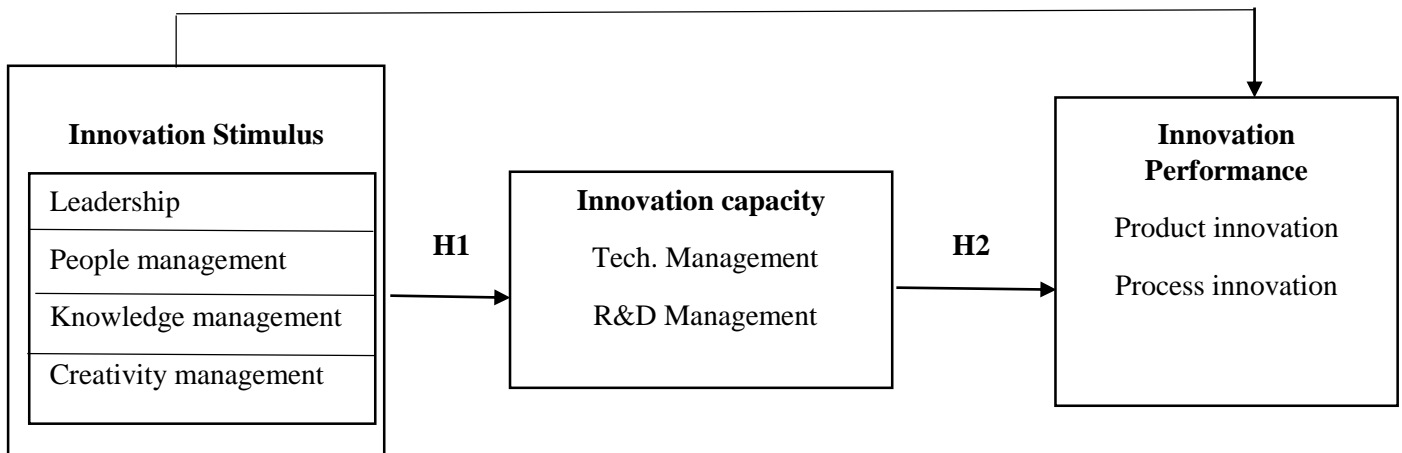 Innovation Stimulus
Leadership
People management
Knowledge management
Creativity management
H1
Innovation capacity
Tech. Management
R&D Management
H2
Innovation
Performance
Product innovation
Process innovation